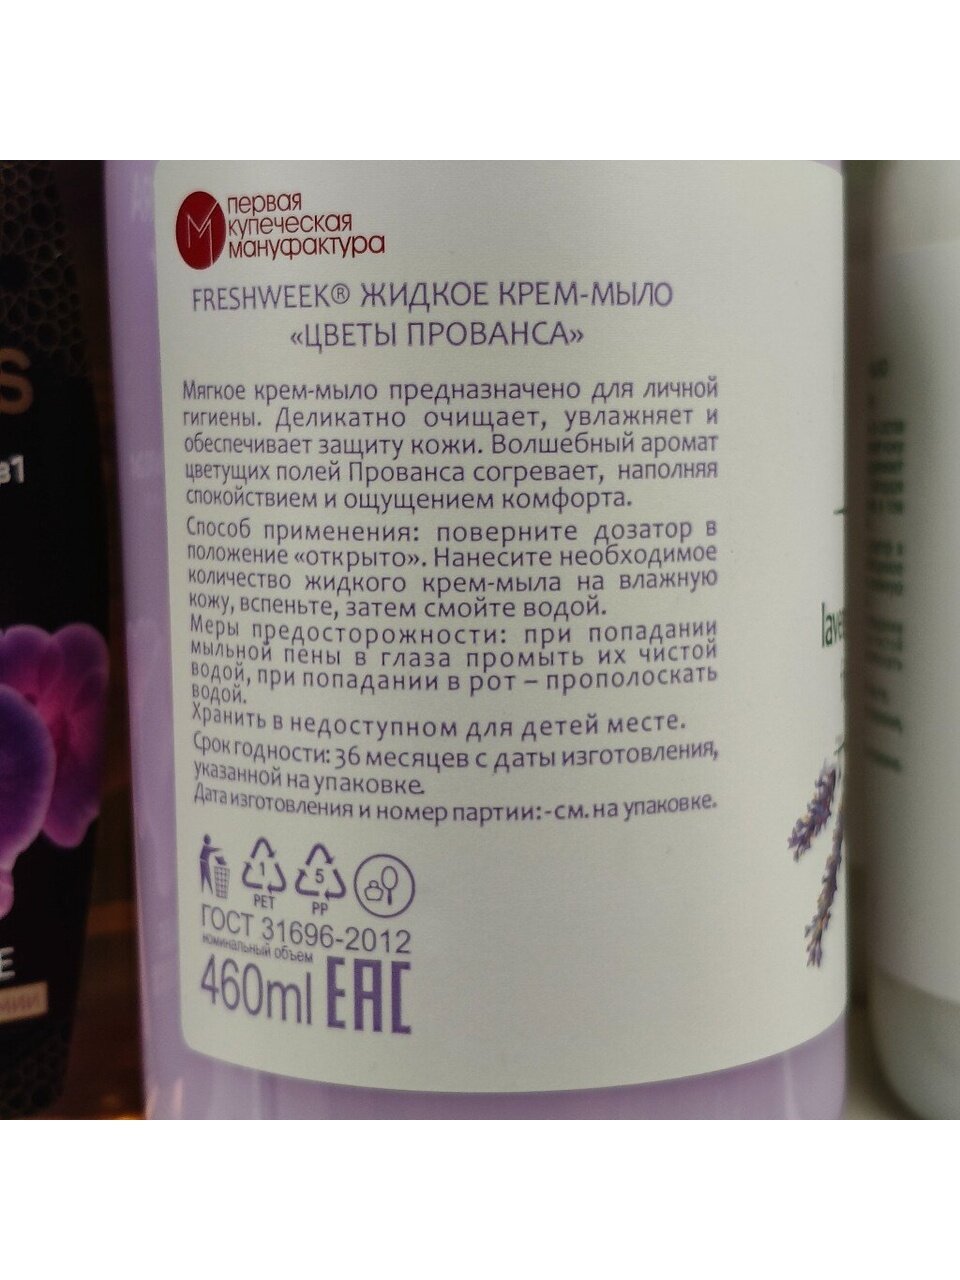 первая
купеческая
мануфактура
FRESHWEEK® ЖИДКОЕ КРЕМ-МЫЛО
«ЦВЕТЫ ПРОВАНСА»
Мягкое крем-мыло предназначено для личной
гигиены. Деликатно очищает, увлажняет и
обеспечивает защиту кожи. Волшебный аромат
цветущих полей Прованса согревает, наполняя
спокойствием и ощущением комфорта.
Способ применения: поверните дозатор в
положение «открыто». Нанесите необходимое
количество жидкого крем-мыла на влажную
кожу, вспеньте, затем смойте водой.
Меры предосторожности: при попадании
мыльной пены в глаза промыть их чистой
водой, при попадании в рот – прополоскать
водой.
Хранить в недоступном для детей месте.
Срок годности: 36 месяцев с даты изготовления,
указанной на упаковке.
Дата изготовления и номер партии:-см. на упаковке.
1
PET
5
PP
ГОСТ 31696-2012
номинальный объем
460ml EAC
S
в1
E
lave